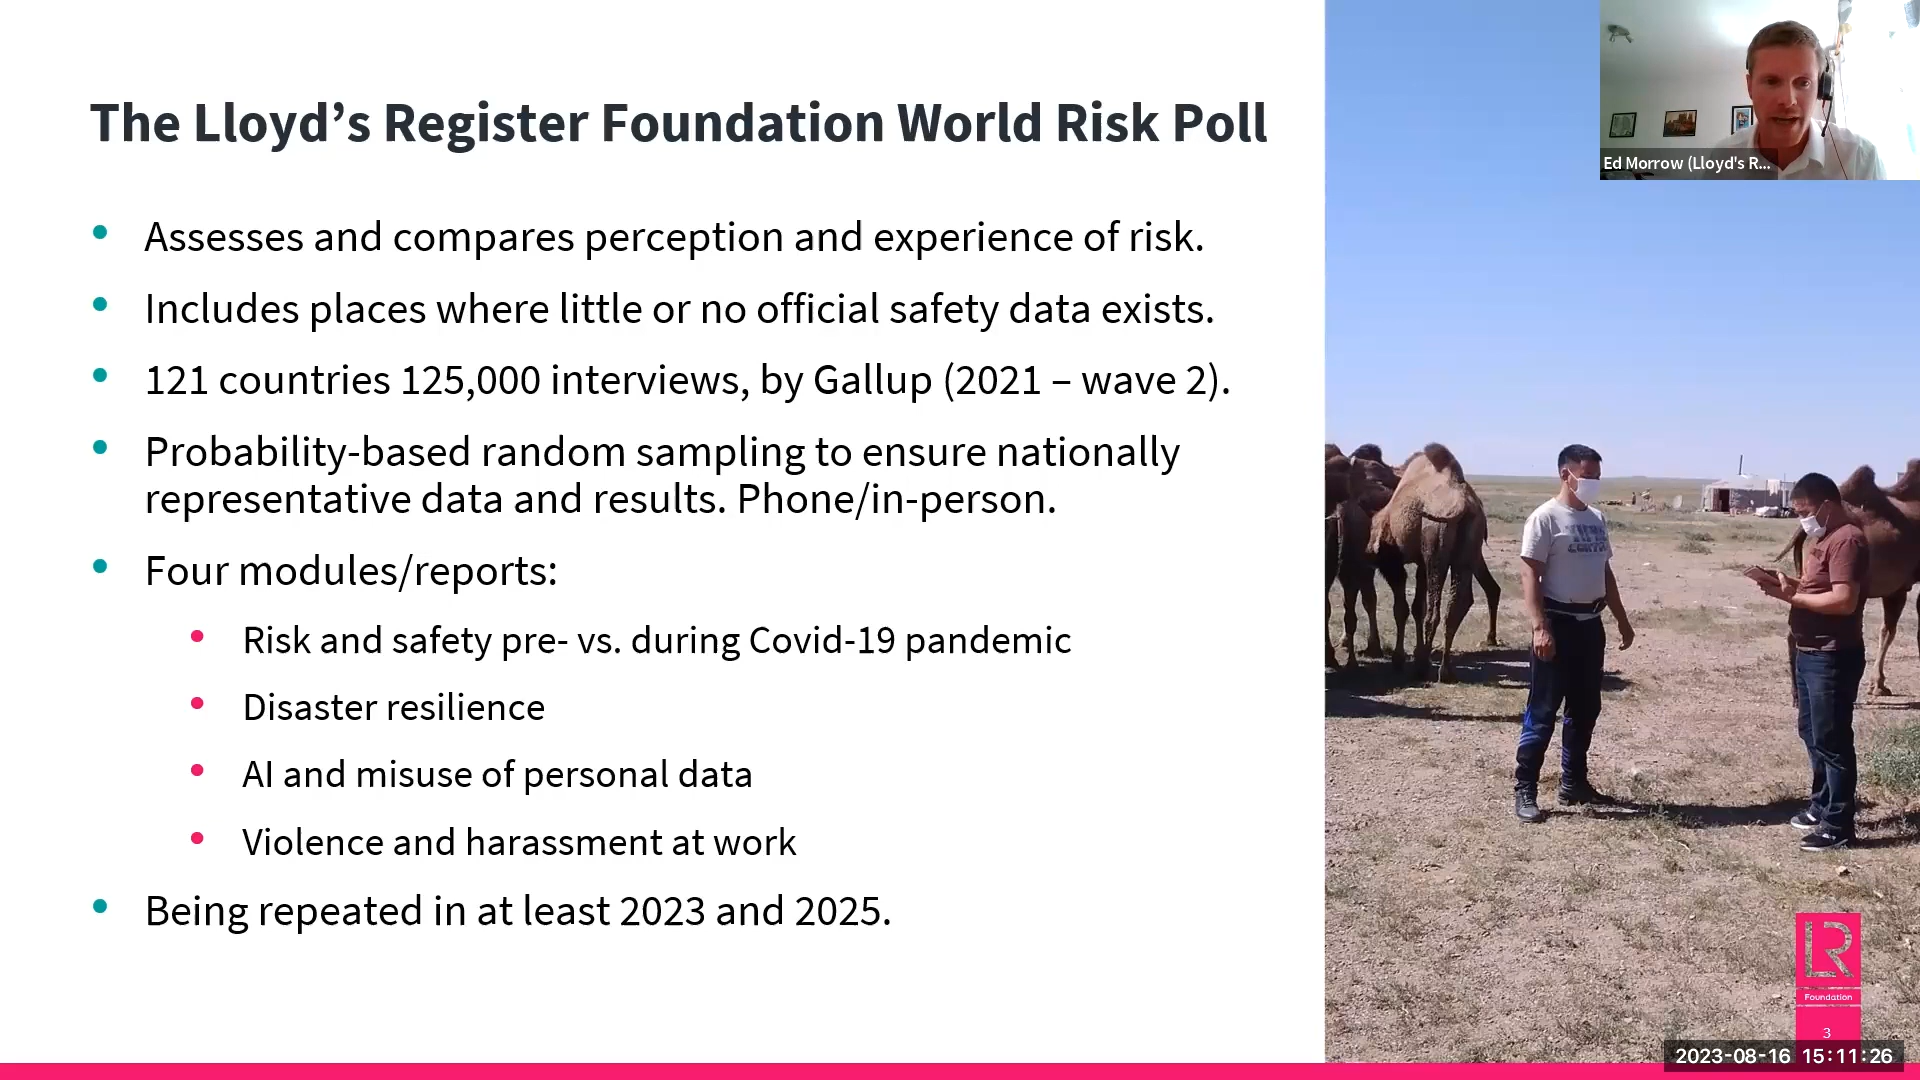 The Lloyd’s Register Foundation World Risk Poll
Ed Morrow (Lloyd's R...
• Assesses and compares perception and experience of risk.
• Includes places where little or no official safety data exists.
• 121 countries 125,000 interviews, by Gallup (2021 – wave 2).
• Probability-based random sampling to ensure nationally
representative data and results. Phone/in-person.
• Four modules/reports:
• Risk and safety pre- vs. during Covid-19 pandemic
• Disaster resilience
• AI and misuse of personal data
• Violence and harassment at work
• Being repeated in at least 2023 and 2025.
LR
Foundation
3
2023-08-16 15:11:26